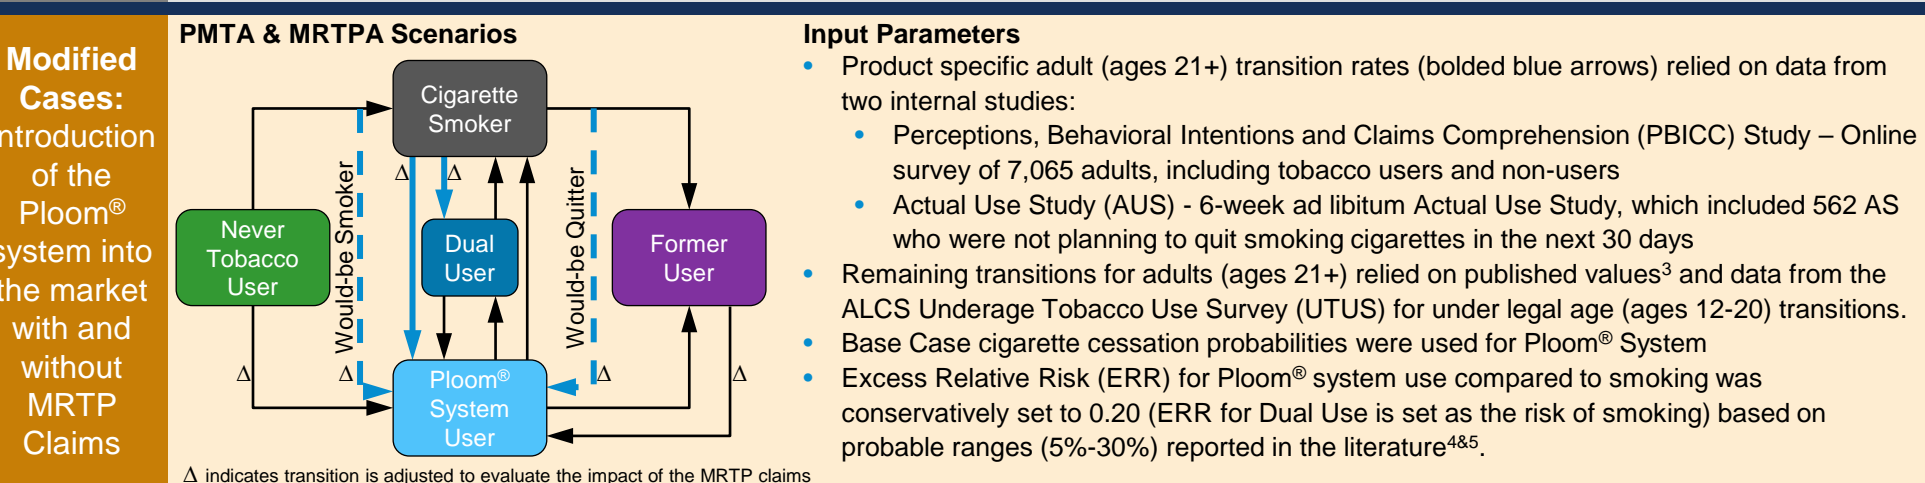 Modified
Cases:
ntroduction
of the
Ploom®
system into
the market
with and
without
MRTP
Claims
PMTA & MRTPA Scenarios
Cigarette
Smoker
Δ
Δ
Would-be Smoker
Would-be Quitter
Never
Tobacco
User
Dual
User
Former
User
Δ
Δ
Δ
Δ
Ploom®
System
User
Δ indicates transition is adjusted to evaluate the impact of the MRTP claims
Input Parameters
• Product specific adult (ages 21+) transition rates (bolded blue arrows) relied on data from
two internal studies:
• Perceptions, Behavioral Intentions and Claims Comprehension (PBICC) Study – Online
survey of 7,065 adults, including tobacco users and non-users
• Actual Use Study (AUS) - 6-week ad libitum Actual Use Study, which included 562 AS
who were not planning to quit smoking cigarettes in the next 30 days
• Remaining transitions for adults (ages 21+) relied on published values³ and data from the
ALCS Underage Tobacco Use Survey (UTUS) for under legal age (ages 12-20) transitions.
• Base Case cigarette cessation probabilities were used for Ploom® System
• Excess Relative Risk (ERR) for Ploom® system use compared to smoking was
conservatively set to 0.20 (ERR for Dual Use is set as the risk of smoking) based on
probable ranges (5%-30%) reported in the literature⁴&⁵.